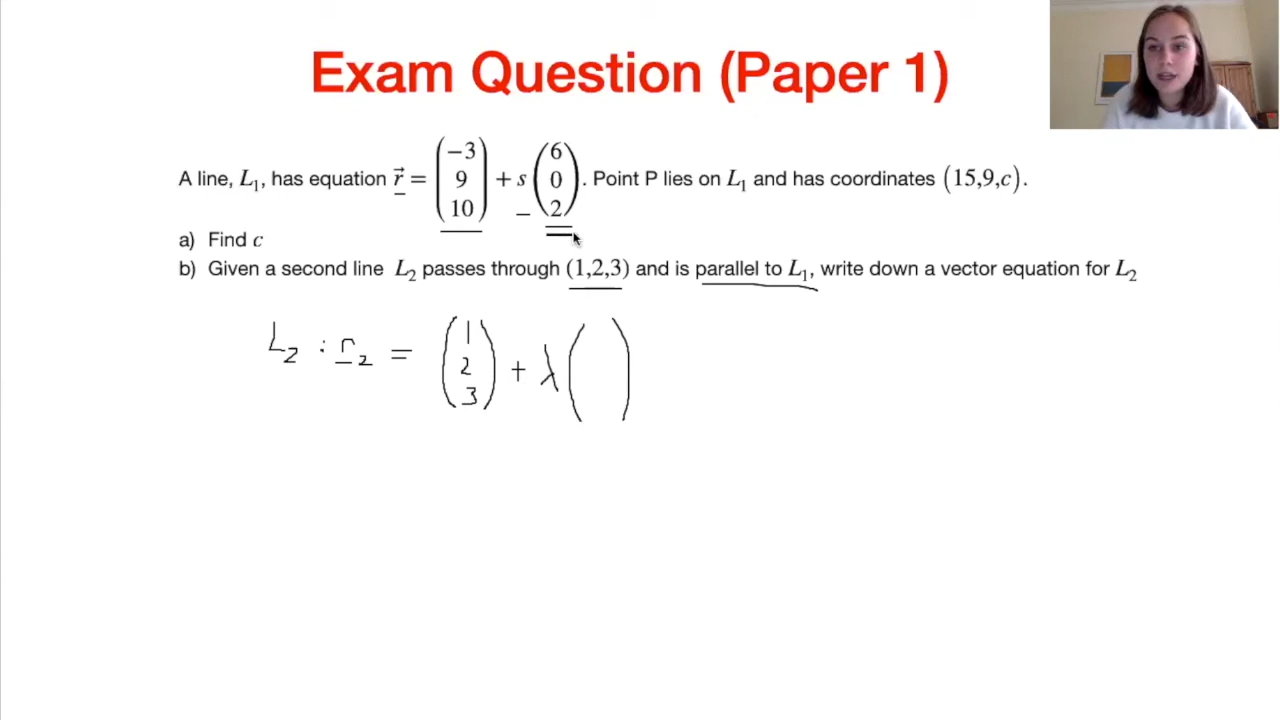 Exam Question (Paper 1)
A line, L₁, has equation r⃗ = (−3 9 10) + s (6 0 2). Point P lies on L₁ and has coordinates (15,9,c).
a) Find c
b) Given a second line L₂ passes through (1,2,3) and is parallel to L₁, write down a vector equation for L₂
L₂ : r₂ = (1 2 3) + λ ( )